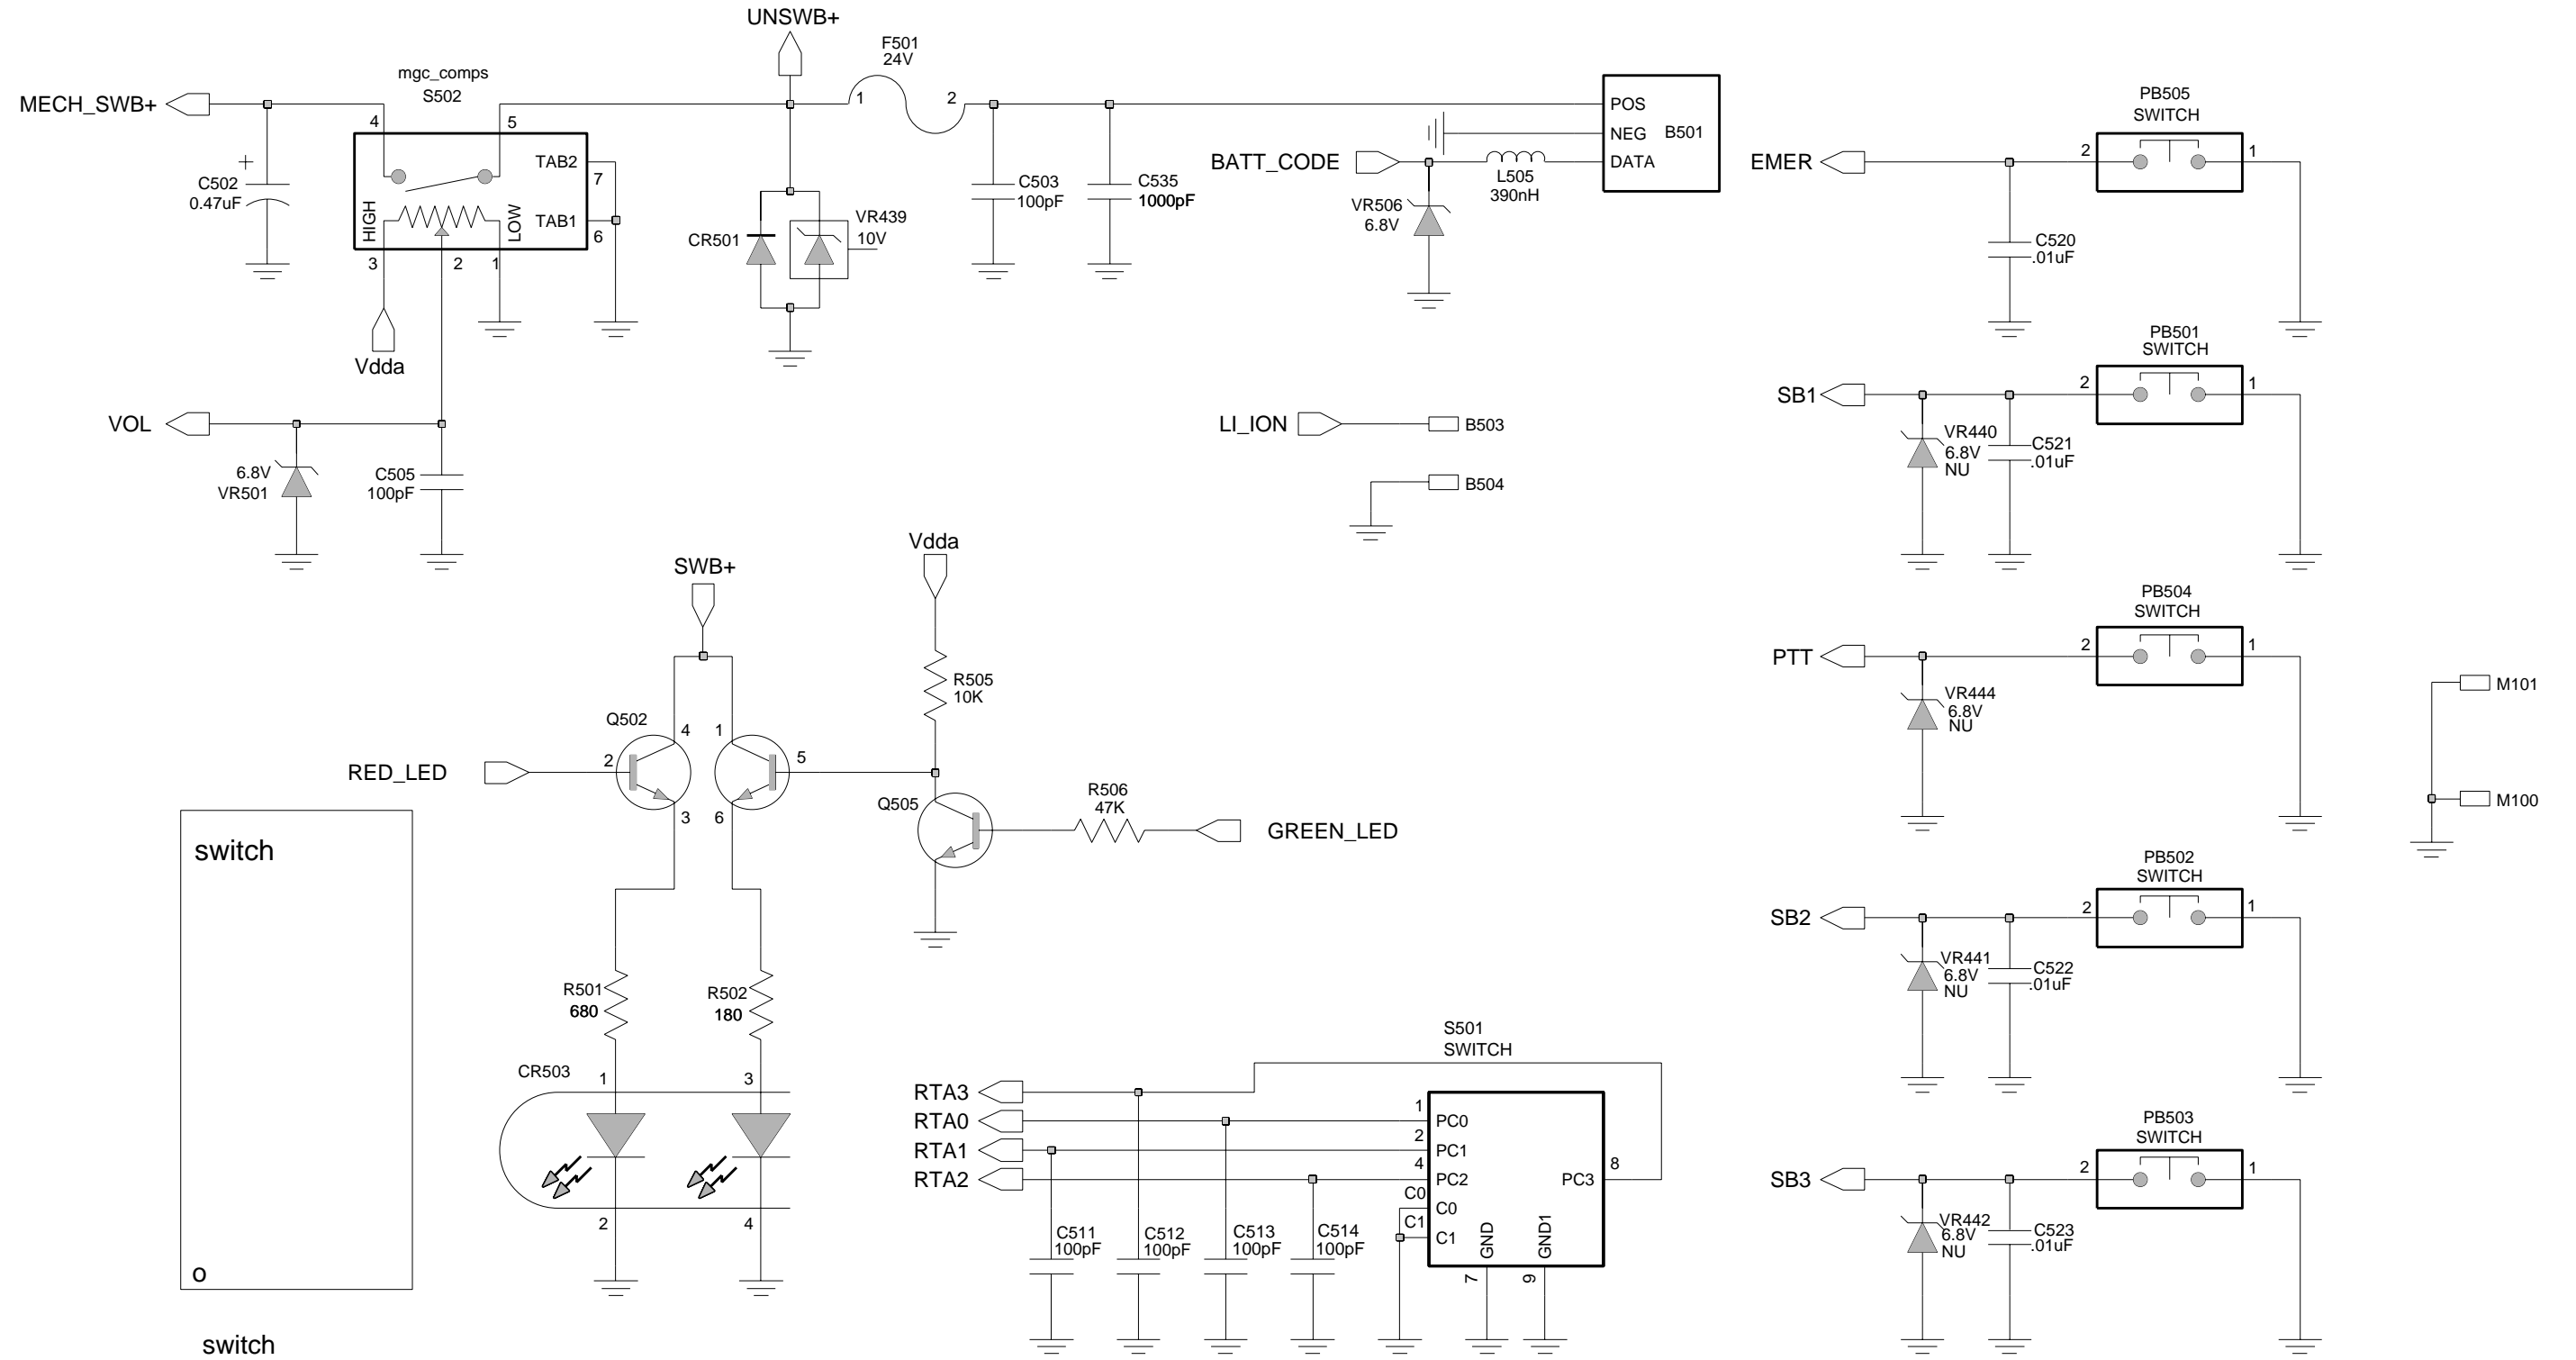 UNSWB+
F501
24V
mgc_comps
S502
MECH_SWB+
4
5
1
2
POS
NEG
B501
DATA
TAB2
7
TAB1
6
HIGH
LOW
3
2
1
+
C502
0.47uF
Vdda
CR501
VR439
10V
C503
100pF
C535
1000pF
BATT_CODE
VR506
6.8V
L505
390nH
VOL
6.8V
VR501
C505
100pF
LI_ION
B503
B504
PB505
SWITCH
EMER
2
1
C520
.01uF
PB501
SWITCH
SB1
2
1
VR440
6.8V
NU
C521
.01uF
PB504
SWITCH
PTT
2
1
VR444
6.8V
NU
M101
M100
PB502
SWITCH
SB2
2
1
VR441
6.8V
NU
C522
.01uF
PB503
SWITCH
SB3
2
1
VR442
6.8V
NU
C523
.01uF
SWB+
Vdda
R505
10K
Q502
4
1
RED_LED
2
5
3
6
Q505
R506
47K
GREEN_LED
R501
680
R502
180
CR503
1
3
2
4
switch
o
switch
S501
SWITCH
RTA3
RTA0
1
PC0
RTA1
2
PC1
RTA2
4
PC2
PC3
8
C0
C0
C1
C1
GND
GND1
7
9
C511
100pF
C512
100pF
C513
100pF
C514
100pF